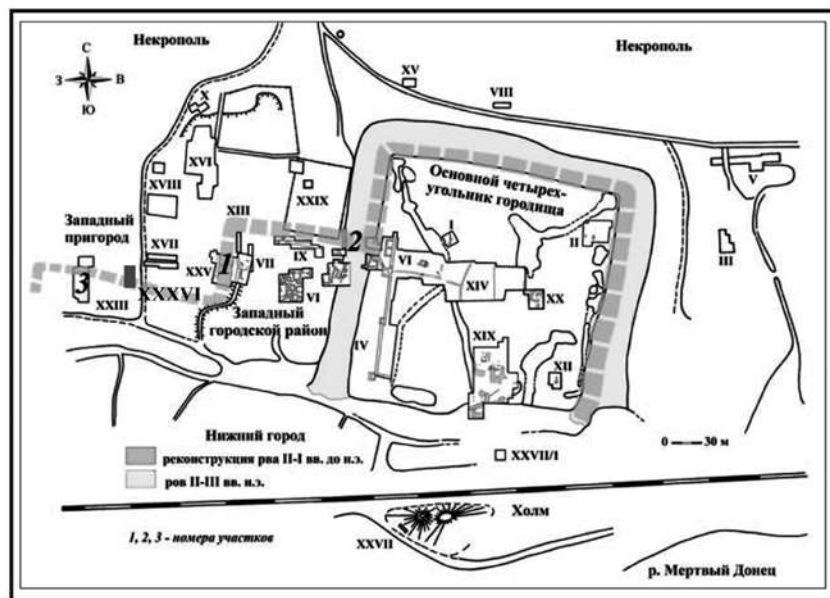 Некрополь
Некрополь
С
З В
Ю
XV
VIII
X
XVI
V
XVIII
Основной четырех-
угольник городища
XXIX
Западный
пригород
XIII
I
II
III
XVII
2
IX
1
VII
VI
XXV
3
XIV
XXXVI
VI
XX
XXIII
Западный
городской район
IV
XIX
XII
Нижний город
0 30 м
реконструкция рва II-I вв. до н.э.
XXVII/I
ров II-III вв. н.э.
Холм
1, 2, 3 - номера участков
XXVII
р. Мертвый Донец